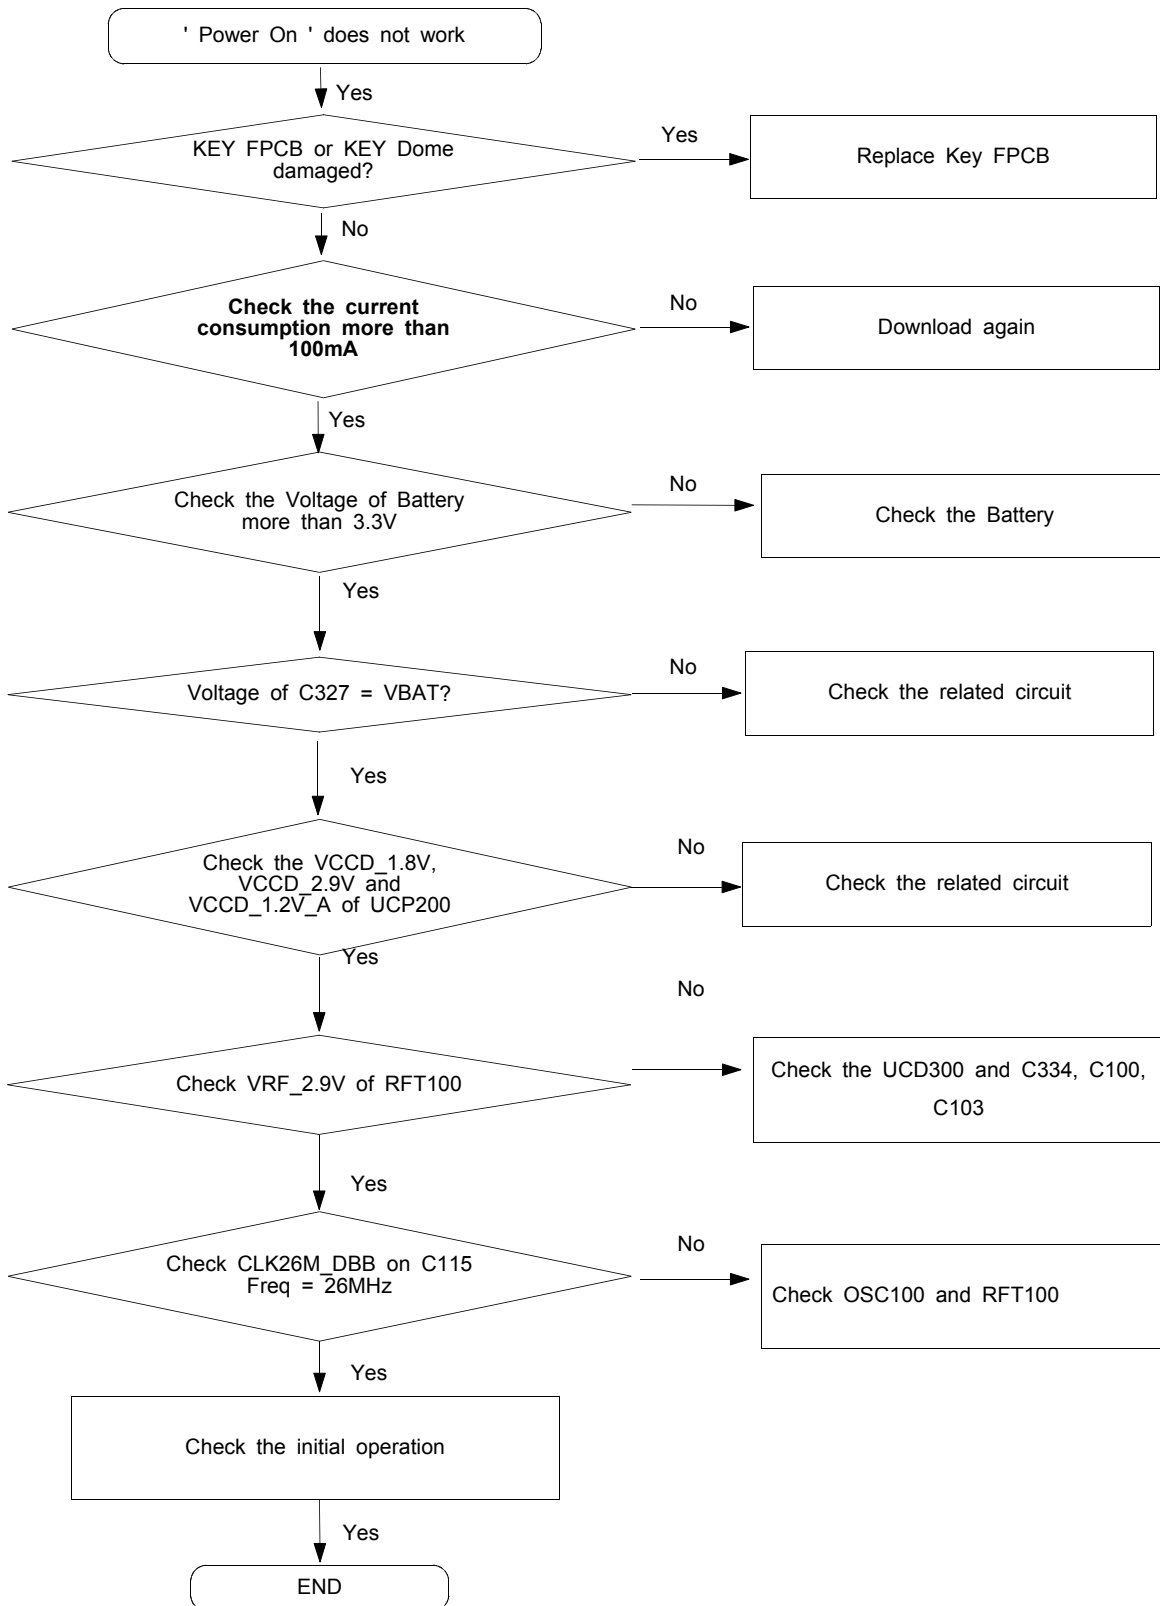 ' Power On ' does not work
Yes
KEY FPCB or KEY Dome
damaged?
Yes
Replace Key FPCB
No
Check the current
consumption more than
100mA
No
Download again
Yes
Check the Voltage of Battery
more than 3.3V
No
Check the Battery
Yes
Voltage of C327 = VBAT?
No
Check the related circuit
Yes
Check the VCCD_1.8V,
VCCD_2.9V and
VCCD_1.2V_A of UCP200
No
Check the related circuit
Yes
Check VRF_2.9V of RFT100
No
Check the UCD300 and C334, C100,
C103
Yes
Check CLK26M_DBB on C115
Freq = 26MHz
No
Check OSC100 and RFT100
Yes
Check the initial operation
Yes
END